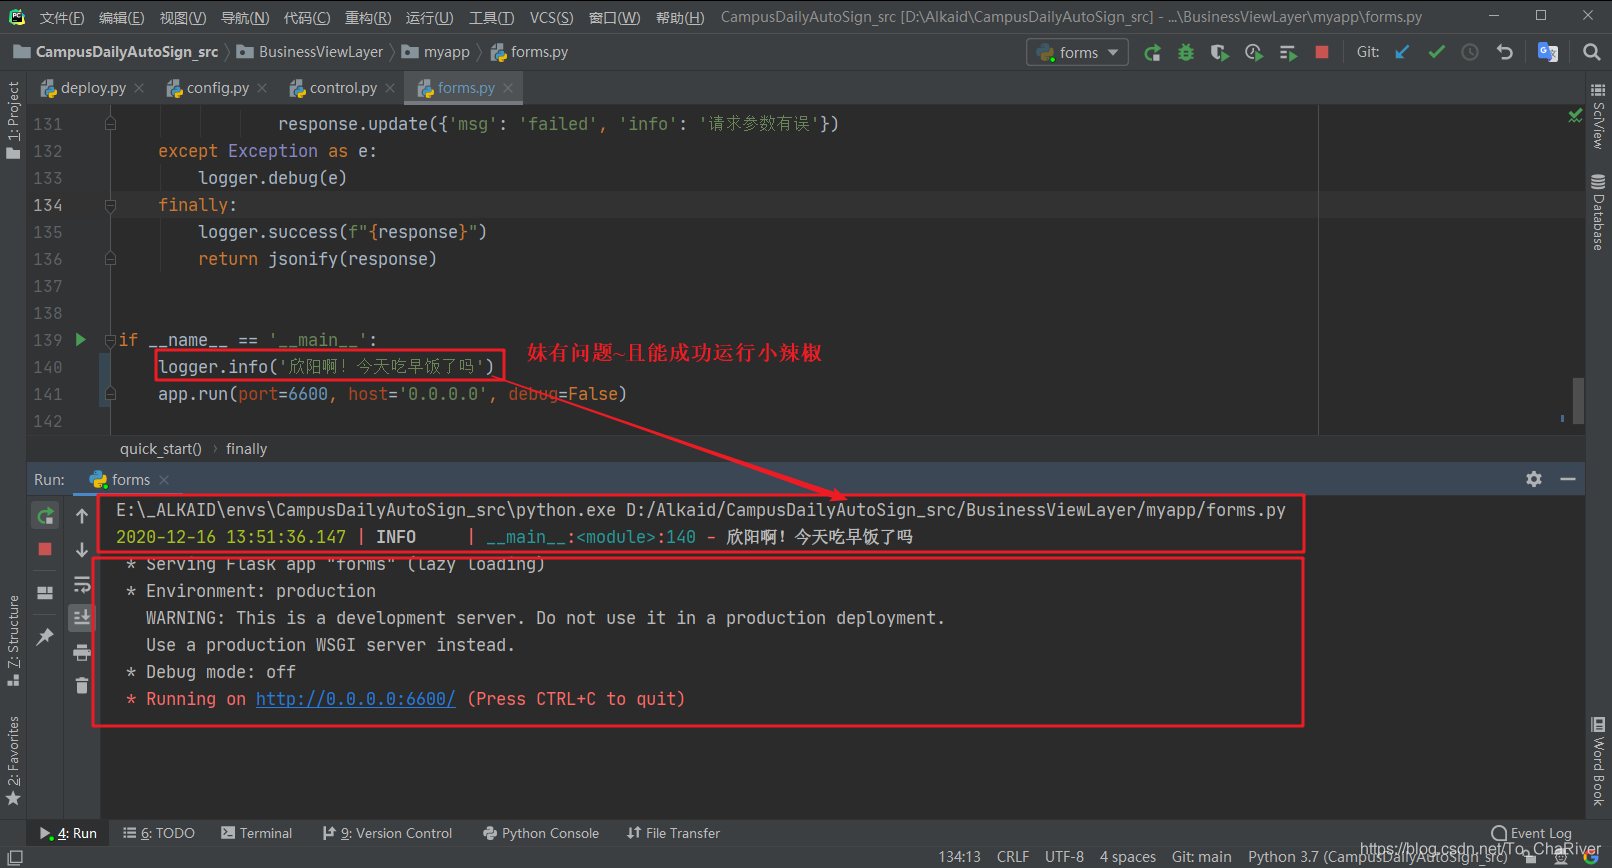 文件(F) 编辑(E) 视图(V) 导航(N) 代码(C) 重构(R) 运行(U) 工具(T) VCS(S) 窗口(W) 帮助(H) CampusDailyAutoSign_src [D:\Alkaid\CampusDailyAutoSign_src] - ...\BusinessViewLayer\myapp\forms.py
CampusDailyAutoSign_src BusinessViewLayer myapp forms.py forms Git:
deploy.py config.py control.py forms.py
131 response.update({'msg': 'failed', 'info': '请求参数有误'})
132 except Exception as e:
133 logger.debug(e)
134 finally:
135 logger.success(f"{response}")
136 return jsonify(response)
137
138
139 if __name__ == '__main__':
140 logger.info('欣阳啊！今天吃早饭了吗')
妹有问题~且能成功运行小辣椒
141 app.run(port=6600, host='0.0.0.0', debug=False)
142
quick_start() finally
Run: forms
E:\_ALKAID\envs\CampusDailyAutoSign_src\python.exe D:/Alkaid/CampusDailyAutoSign_src/BusinessViewLayer/myapp/forms.py
2020-12-16 13:51:36.147 | INFO | __main__:<module>:140 - 欣阳啊！今天吃早饭了吗
* Serving Flask app "forms" (lazy loading)
* Environment: production
WARNING: This is a development server. Do not use it in a production deployment.
Use a production WSGI server instead.
* Debug mode: off
* Running on http://0.0.0.0:6600/ (Press CTRL+C to quit)
1: Project
7: Structure
2: Favorites
SciView
Database
Word Book
4: Run 6: TODO Terminal 9: Version Control Python Console File Transfer Event Log
134:13 CRLF UTF-8 4 spaces Git: main Python 3.7 (CampusDailyAutoSign_src)
https://blog.csdn.net/To_ChaRiver